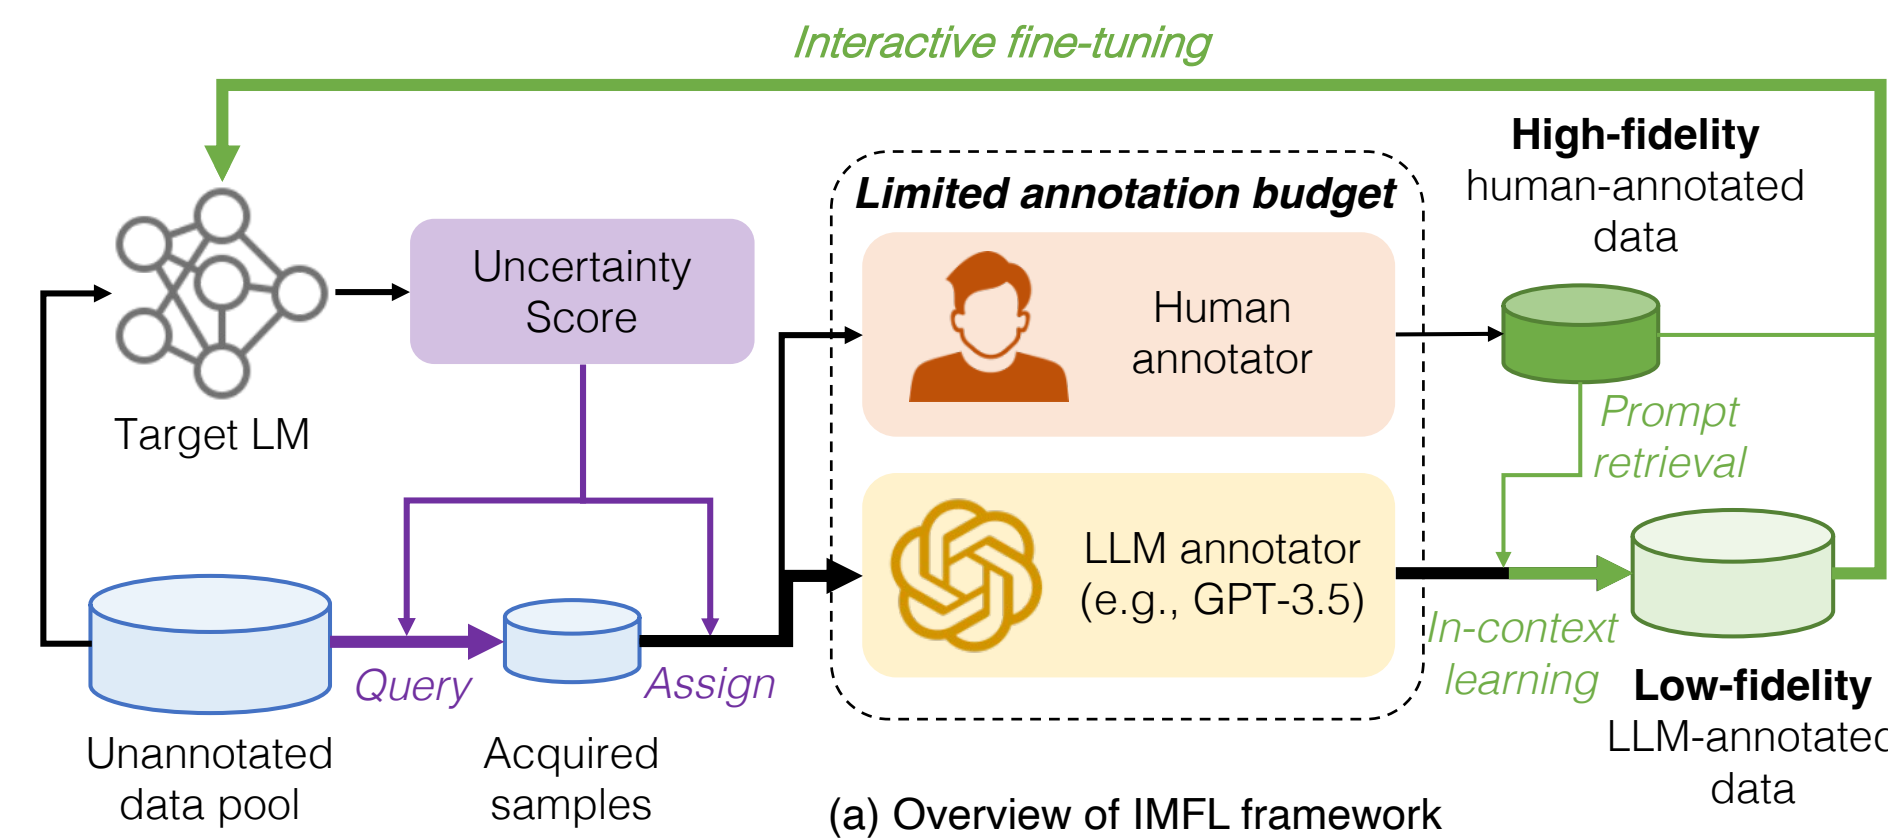 Interactive fine-tuning
High-fidelity
human-annotated
data
Limited annotation budget
Uncertainty
Score
Human
annotator
Target LM
Prompt
retrieval
LLM annotator
(e.g., GPT-3.5)
In-context
learning
Query
Assign
Low-fidelity
LLM-annotated
data
Unannotated
data pool
Acquired
samples
(a) Overview of IMFL framework